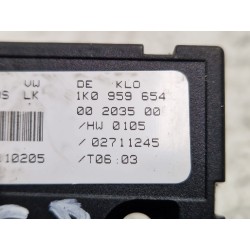 VW DE KLO
LK 1K0 959 654
00 2035 00
/HW 0105
/02711245
10205 /T06:03